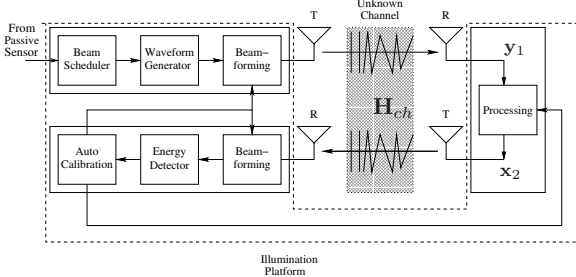 Unknown
Channel
From
Passive
Sensor
T
R
Beam
Scheduler
Waveform
Generator
Beam–
forming
y1
Hch
Processing
R
T
Auto
Calibration
Energy
Detector
Beam–
forming
x2
Illumination
Platform